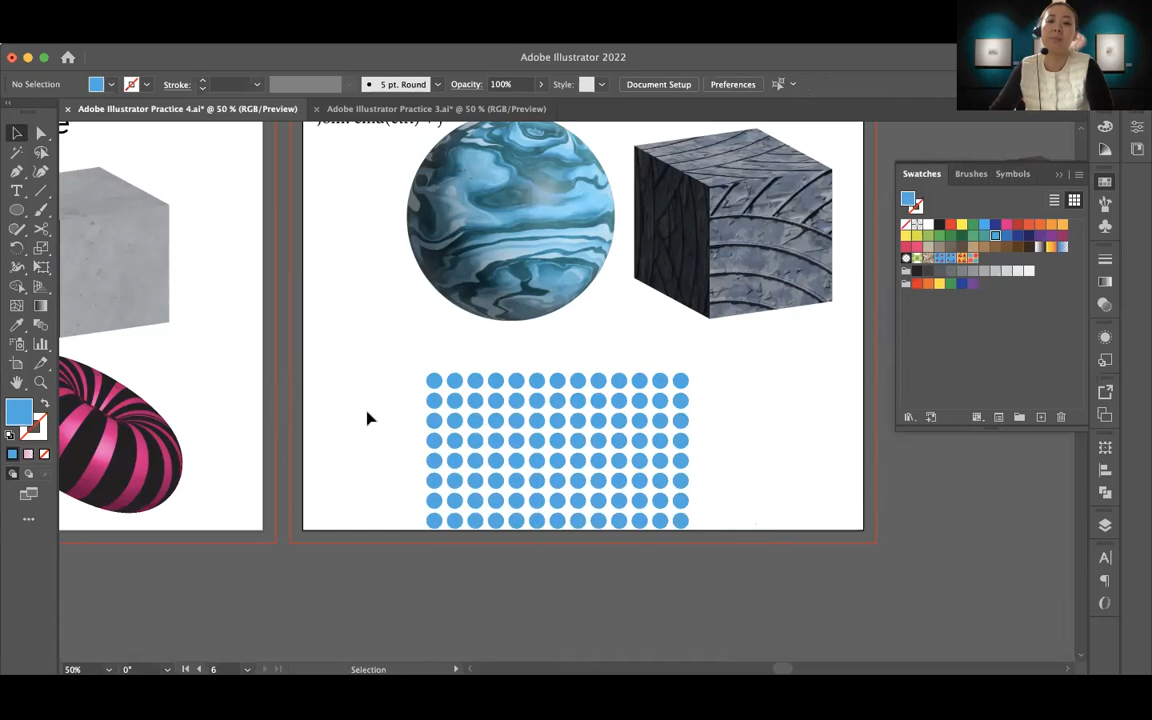 Adobe Illustrator 2022
No Selection
Stroke:
5 pt. Round
Opacity:
100%
Style:
Document Setup
Preferences
Adobe Illustrator Practice 4.ai* @ 50 % (RGB/Preview)
Adobe Illustrator Practice 3.ai* @ 50 % (RGB/Preview)
e
Swatches
Brushes
Symbols
50%
0°
6
Selection